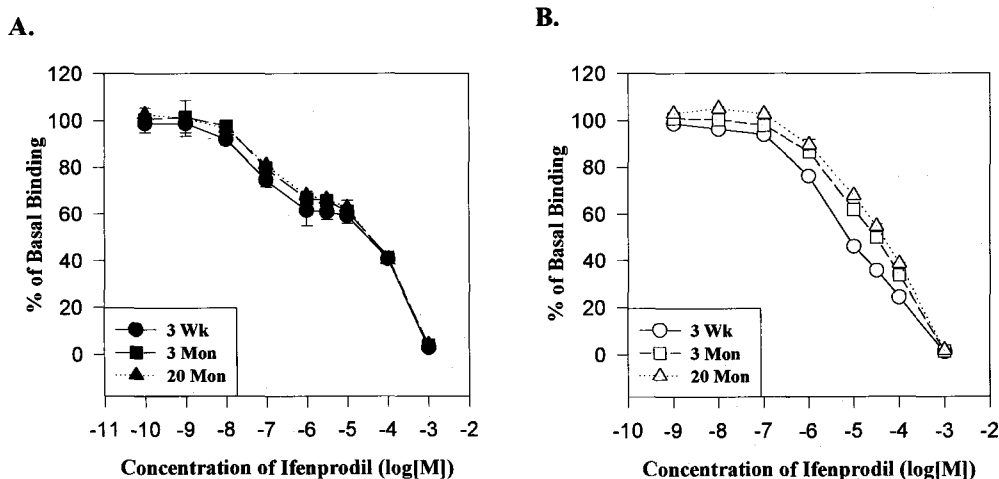 A.
% of Basal Binding
120
100
80
60
40
20
0
3 Wk
3 Mon
20 Mon
-11 -10 -9 -8 -7 -6 -5 -4 -3 -2
Concentration of Ifenprodil (log[M])
B.
% of Basal Binding
120
100
80
60
40
20
0
3 Wk
3 Mon
20 Mon
-10 -9 -8 -7 -6 -5 -4 -3 -2
Concentration of Ifenprodil (log[M])